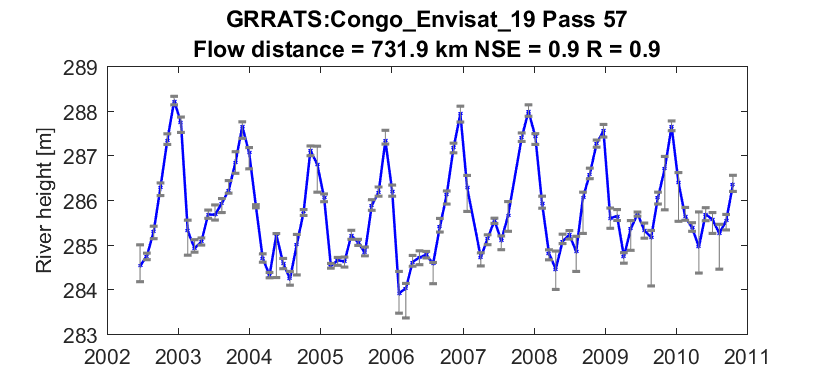 GRRATS:Congo_Envisat_19 Pass 57
Flow distance = 731.9 km NSE = 0.9 R = 0.9
River height [m]
289
288
287
286
285
284
283
2002 2003 2004 2005 2006 2007 2008 2009 2010 2011